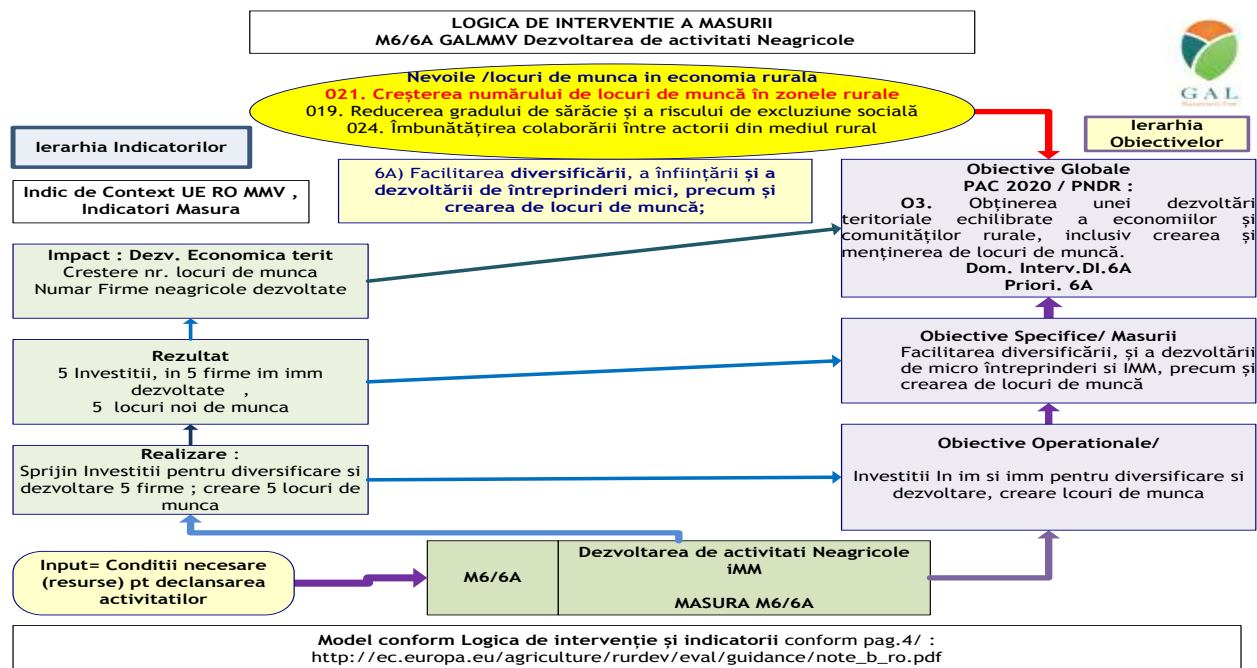 LOGICA DE INTERVENTIE A MASURII
M6/6A GALMMV Dezvoltarea de activitati Neagricole
GAL
Nevoile /locuri de munca in economia rurala
021. Creșterea numărului de locuri de muncă în zonele rurale
019. Reducerea gradului de sărăcie și a riscului de excluziune socială
024. Îmbunătățirea colaborării între actorii din mediul rural
Ierarhia Indicatorilor
Ierarhia
Obiectivelor
Indic de Context UE RO MMV ,
Indicatori Masura
6A) Facilitarea diversificării, a înființării și a
dezvoltării de întreprinderi mici, precum și
crearea de locuri de muncă;
Obiective Globale
PAC 2020 / PNDR :
O3. Obținerea unei dezvoltări
teritoriale echilibrate a economiilor și
comunităților rurale, inclusiv crearea și
menținerea de locuri de muncă.
Dom. Interv.DI.6A
Priori. 6A
Impact : Dezv. Economica terit
Crestere nr. locuri de munca
Numar Firme neagricole dezvoltate
Rezultat
5 Investitii, in 5 firme im imm
dezvoltate ,
5 locuri noi de munca
Obiective Specifice/ Masurii
Facilitarea diversificării, și a dezvoltării
de micro întreprinderi si IMM, precum și
crearea de locuri de muncă
Realizare :
Sprijin Investitii pentru diversificare si
dezvoltare 5 firme ; creare 5 locuri de
munca
Obiective Operationale/
Investitii In im si imm pentru diversificare si
dezvoltare, creare lcouri de munca
Input= Conditii necesare
(resurse) pt declansarea
activitatilor
M6/6A
Dezvoltarea de activitati Neagricole
iMM
MASURA M6/6A
Model conform Logica de intervenție și indicatorii conform pag.4/ :
http://ec.europa.eu/agriculture/rurdev/eval/guidance/note_b_ro.pdf